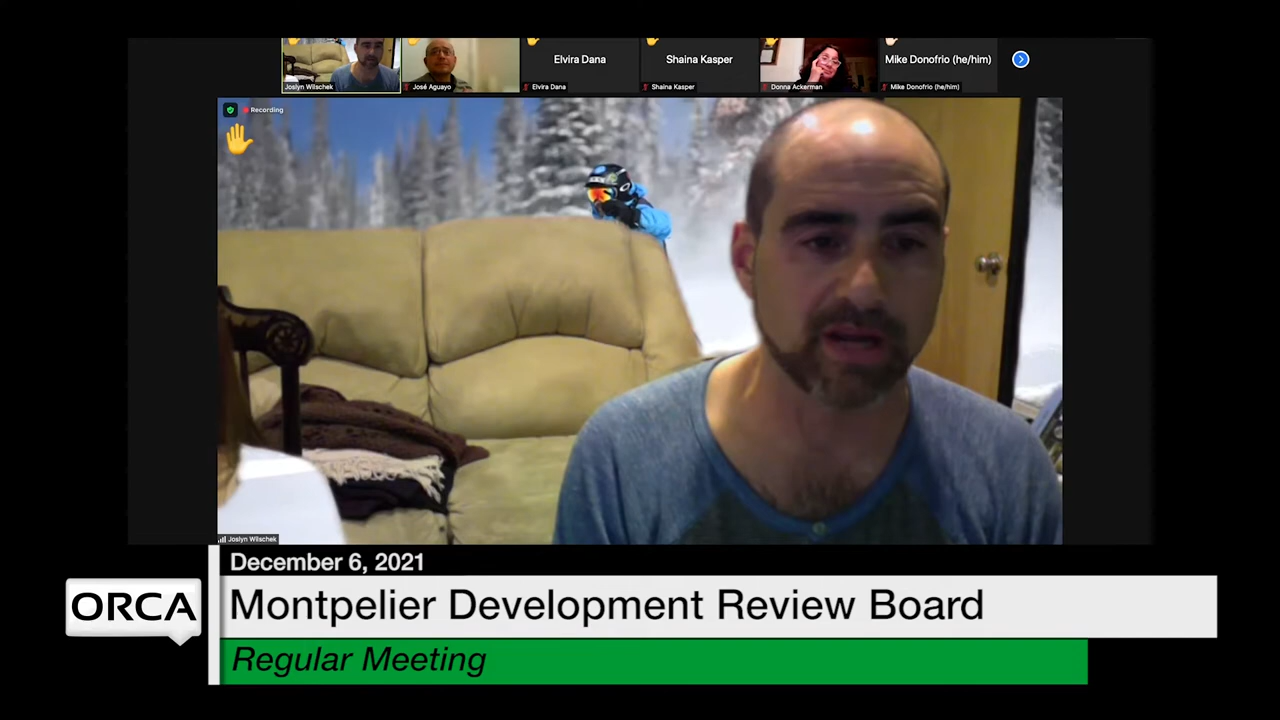 Joslyn Wilschek
José Aguayo
Elvira Dana
Elvira Dana
Shaina Kasper
Shaina Kasper
Donna Ackerman
Mike Donofrio (he/him)
Mike Donofrio (he/him)
Recording
Joslyn Wilschek
December 6, 2021
ORCA
Montpelier Development Review Board
Regular Meeting